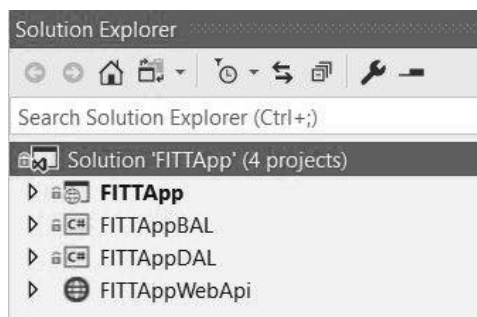 Solution Explorer
Search Solution Explorer (Ctrl+;)
Solution 'FITTApp' (4 projects)
FITTApp
C# FITTAppBAL
C# FITTAppDAL
FITTAppWebApi